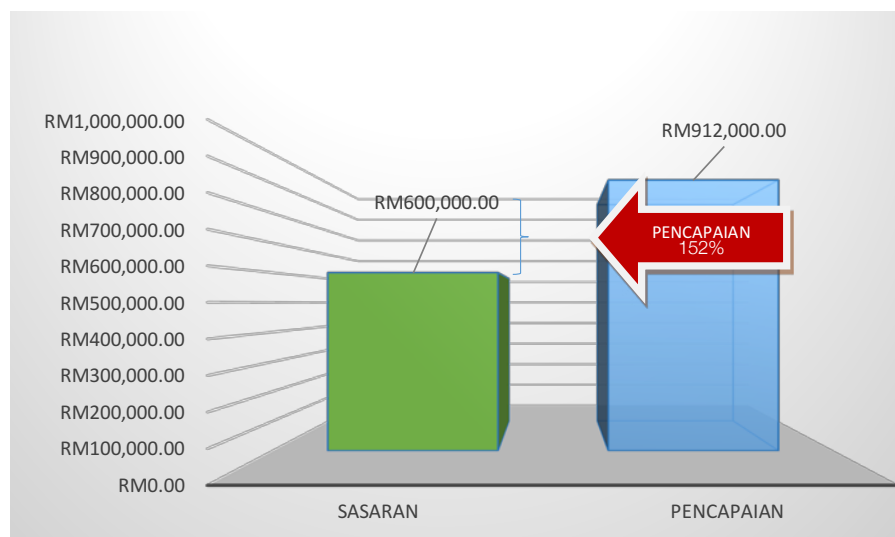 RM1,000,000.00
RM900,000.00
RM800,000.00
RM700,000.00
RM600,000.00
RM500,000.00
RM400,000.00
RM300,000.00
RM200,000.00
RM100,000.00
RM0.00
RM600,000.00
RM912,000.00
PENCAPAIAN
152%
SASARAN
PENCAPAIAN